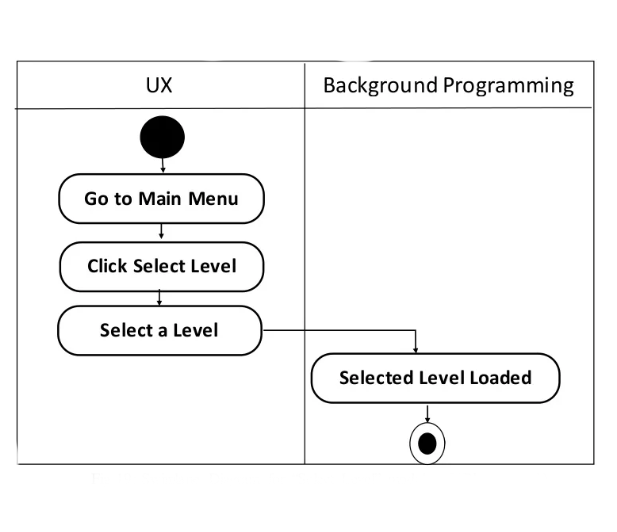 UX
Background Programming
Go to Main Menu
Click Select Level
Select a Level
Selected Level Loaded